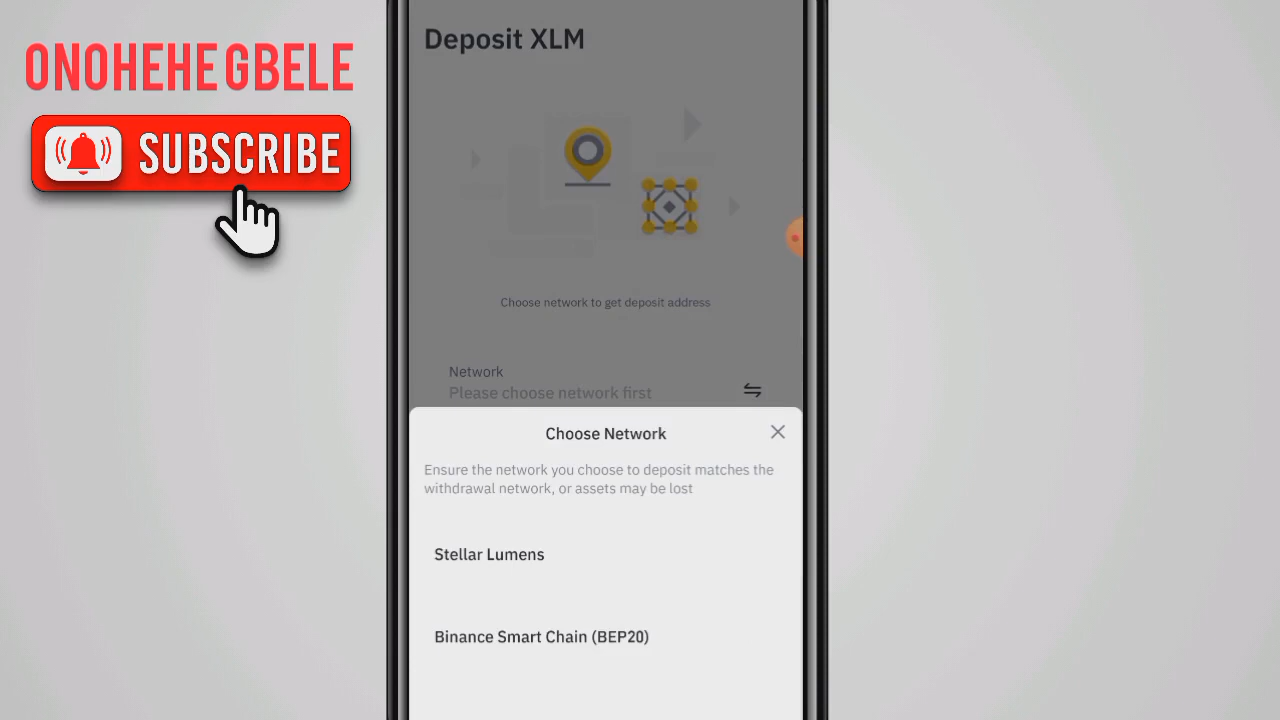 ONOHEHE GBELE
SUBSCRIBE
Deposit XLM
Choose network to get deposit address
Network
Please choose network first
Choose Network
Ensure the network you choose to deposit matches the
withdrawal network, or assets may be lost
Stellar Lumens
Binance Smart Chain (BEP20)